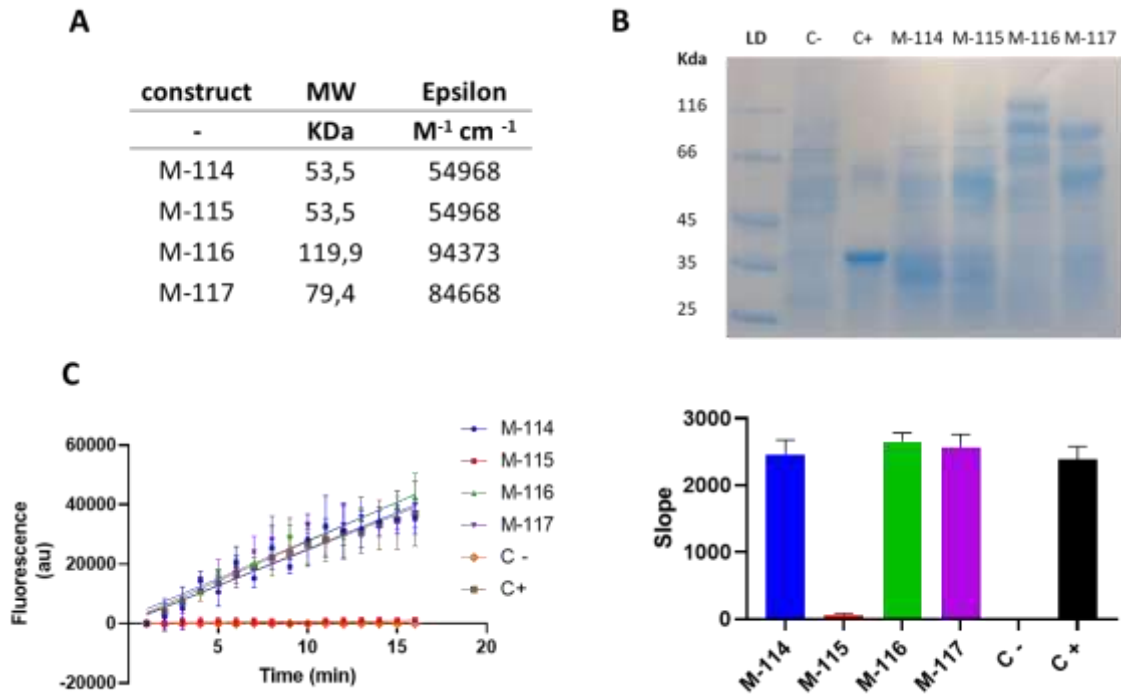 A
construct MW Epsilon
- KDa M-1 cm -1
M-114 53,5 54968
M-115 53,5 54968
M-116 119,9 94373
M-117 79,4 84668
B
LD C- C+ M-114 M-115 M-116 M-117
Kda
116
66
45
35
25
C
Fluorescence
(au)
60000
40000
20000
0
-20000
5 10 15 20
Time (min)
M-114
M-115
M-116
M-117
C -
C+
Slope
3000
2000
1000
0
M-114 M-115 M-116 M-117 C - C +